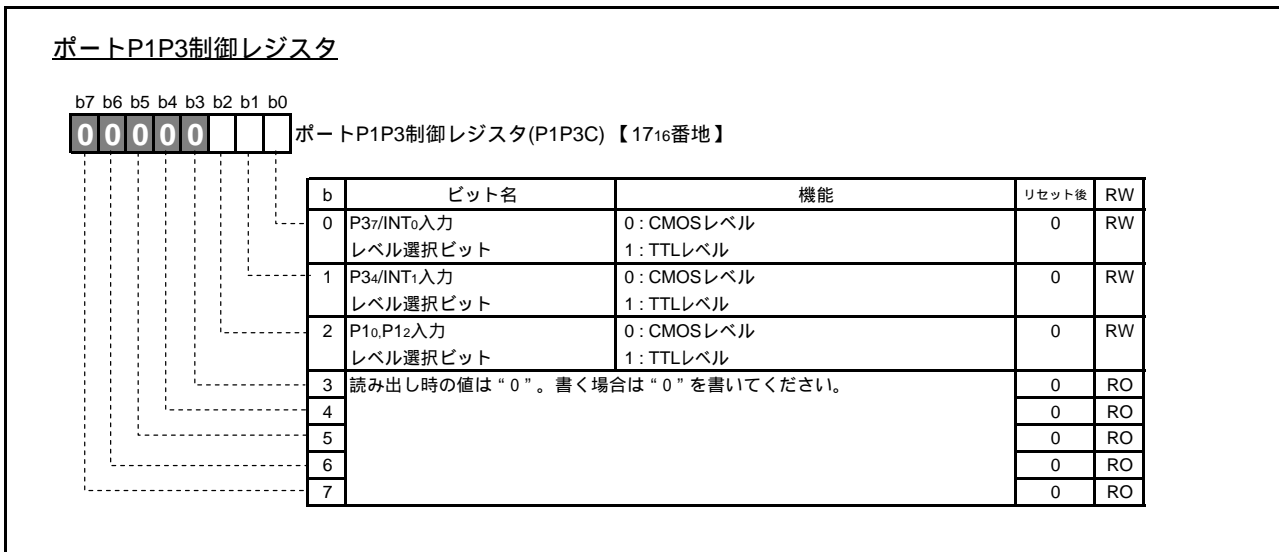 ポートP1P3制御レジスタ
b7 b6 b5 b4 b3 b2 b1 b0
0 0 0 0 0 ポートP1P3制御レジスタ(P1P3C)【1716番地】
b ビット名 機能 リセット後 RW
0 P37/INT0入力 0 : CMOSレベル 0 RW
レベル選択ビット 1 : TTLレベル
1 P34/INT1入力 0 : CMOSレベル 0 RW
レベル選択ビット 1 : TTLレベル
2 P10,P12入力 0 : CMOSレベル 0 RW
レベル選択ビット 1 : TTLレベル
3 読み出し時の値は“0”。書く場合は“0”を書いてください。 0 RO
4 0 RO
5 0 RO
6 0 RO
7 0 RO